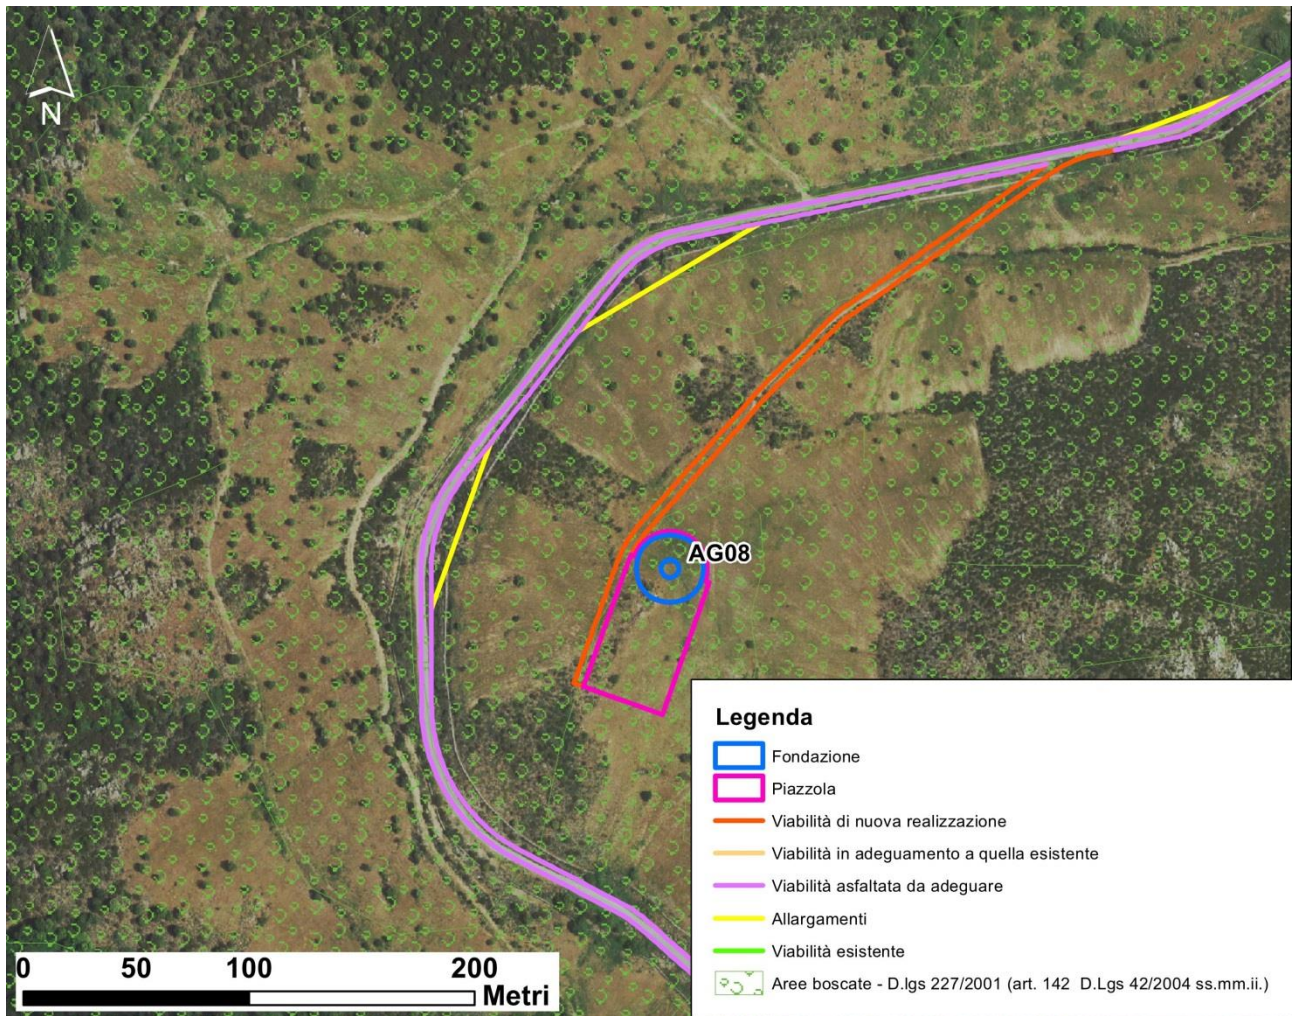 N
AG08
Legenda
Fondazione
Piazzola
Viabilità di nuova realizzazione
Viabilità in adeguamento a quella esistente
Viabilità asfaltata da adeguare
Allargamenti
Viabilità esistente
Aree boscate - D.lgs 227/2001 (art. 142 D.Lgs 42/2004 ss.mm.ii.)
0 50 100 200
Metri